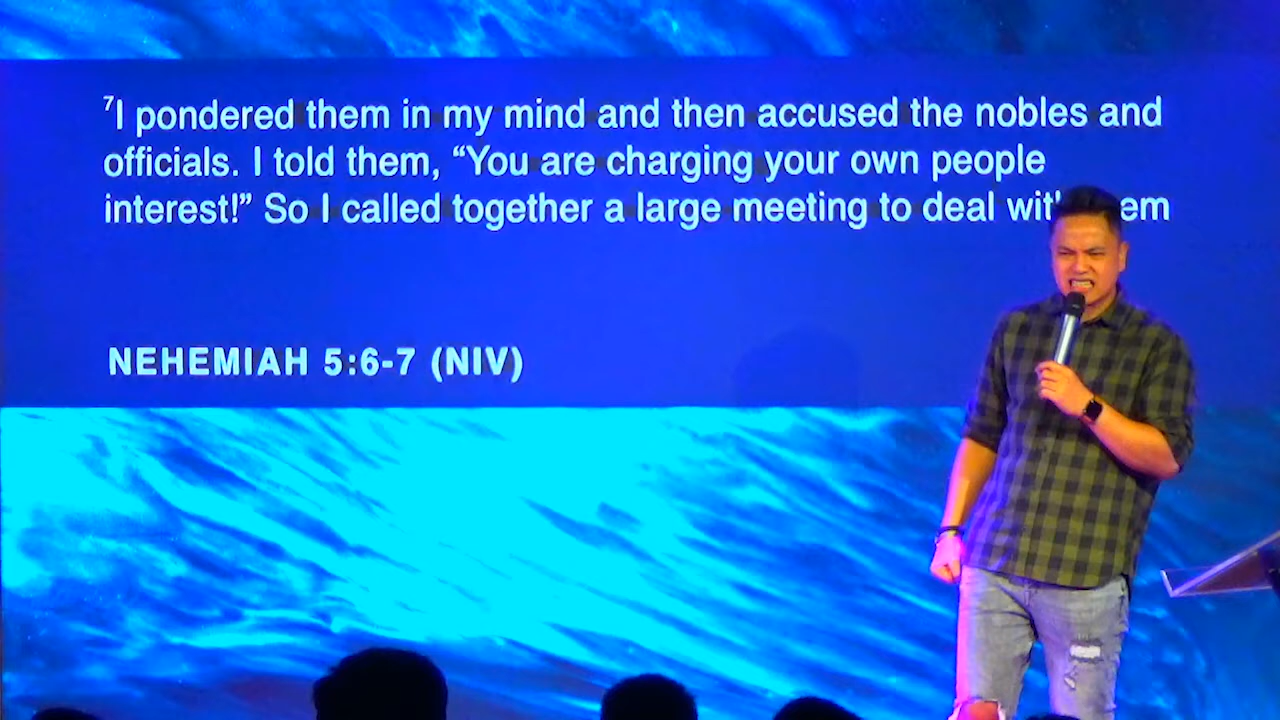 7I pondered them in my mind and then accused the nobles and
officials. I told them, “You are charging your own people
interest!” So I called together a large meeting to deal
NEHEMIAH 5:6-7 (NIV)